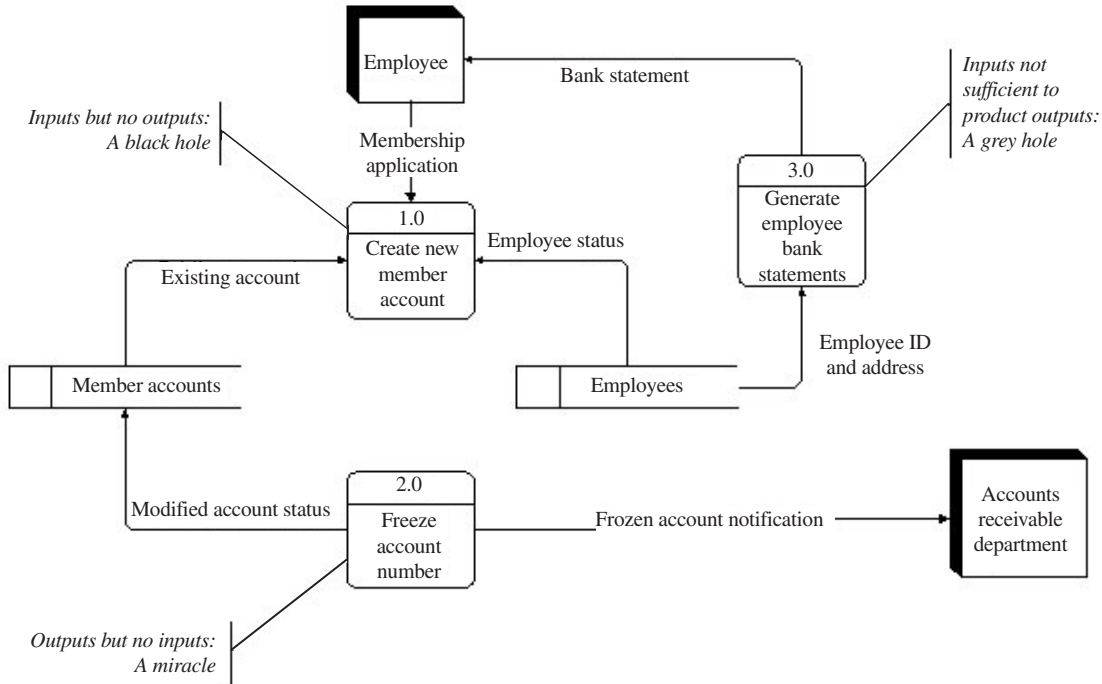 Employee
Bank statement
Inputs not
sufficient to
product outputs:
A grey hole
Inputs but no outputs:
A black hole
Membership
application
3.0
Generate
employee
bank
statements
1.0
Create new
member
account
Employee status
Existing account
Employee ID
and address
Member accounts
Employees
2.0
Freeze
account
number
Modified account status
Frozen account notification
Accounts
receivable
department
Outputs but no inputs:
A miracle